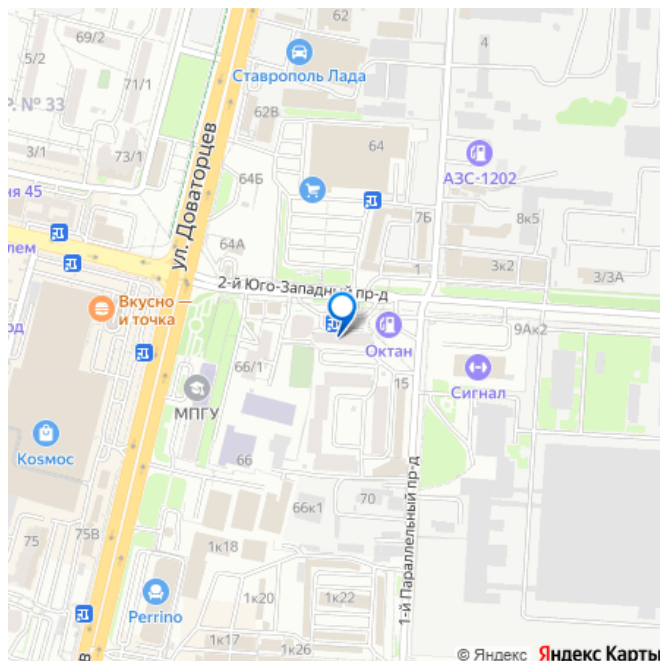 69/2
5/2
Ставрополь Лада
4
71/1
Р. № 33
62В
ул. Доваторцев
3/1
73/1
64
АЗС-1202
64Б
ня 45
7Б
8к5
64А
лем
1
3к2
3/3А
2-й Юго-Западный пр-д
Вкусно —
и точка
од
Октан
9Ак2
66/1
15
Сигнал
МПГУ
Kosмос
66
70
66к1
1-й Параллельный пр-д
75В
75
1к18
1к20
1к22
Perrino
1к17
1к26
в
© Яндекс Яндекс Карты